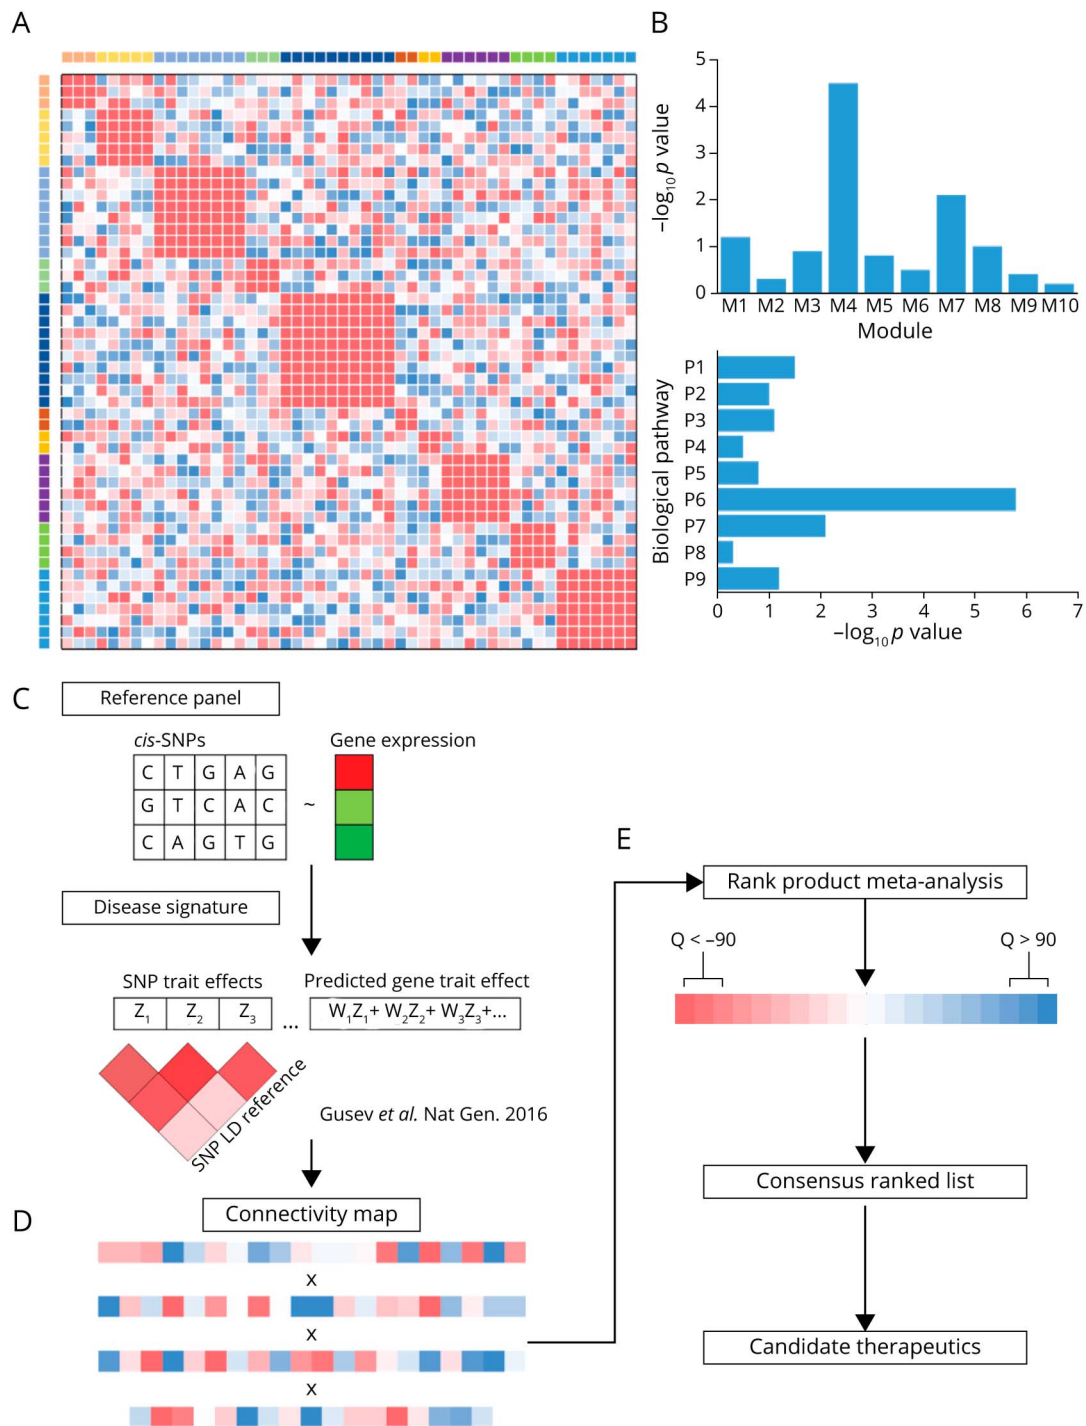 A
B
5
4
3
2
1
0
–log₁₀ p value
M1 M2 M3 M4 M5 M6 M7 M8 M9 M10
Module
Biological pathway
P1
P2
P3
P4
P5
P6
P7
P8
P9
0 1 2 3 4 5 6 7
–log₁₀ p value
C
Reference panel
cis-SNPs
Gene expression
C T G A G
G T C A C
C A G T G
~
Disease signature
SNP trait effects
Predicted gene trait effect
Z₁ Z₂ Z₃ ... W₁Z₁+ W₂Z₂+ W₃Z₃+...
SNP LD reference
Gusev et al. Nat Gen. 2016
D
Connectivity map
x
x
x
E
Rank product meta-analysis
Q < –90
Q > 90
Consensus ranked list
Candidate therapeutics